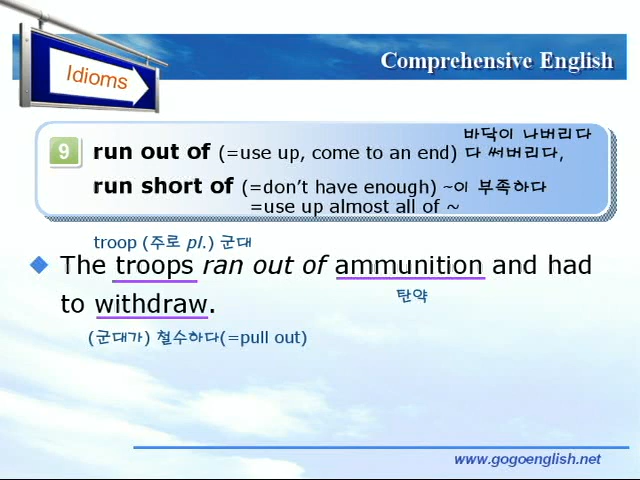 Idioms
Comprehensive English
바닥이 나버리다
9 run out of (=use up, come to an end) 다 써버리다,
run short of (=don't have enough) ~이 부족하다
=use up almost all of ~
troop (주로 pl.) 군대
The troops ran out of ammunition and had
to withdraw.
탄약
(군대가) 철수하다(=pull out)
www.gogoenglish.net